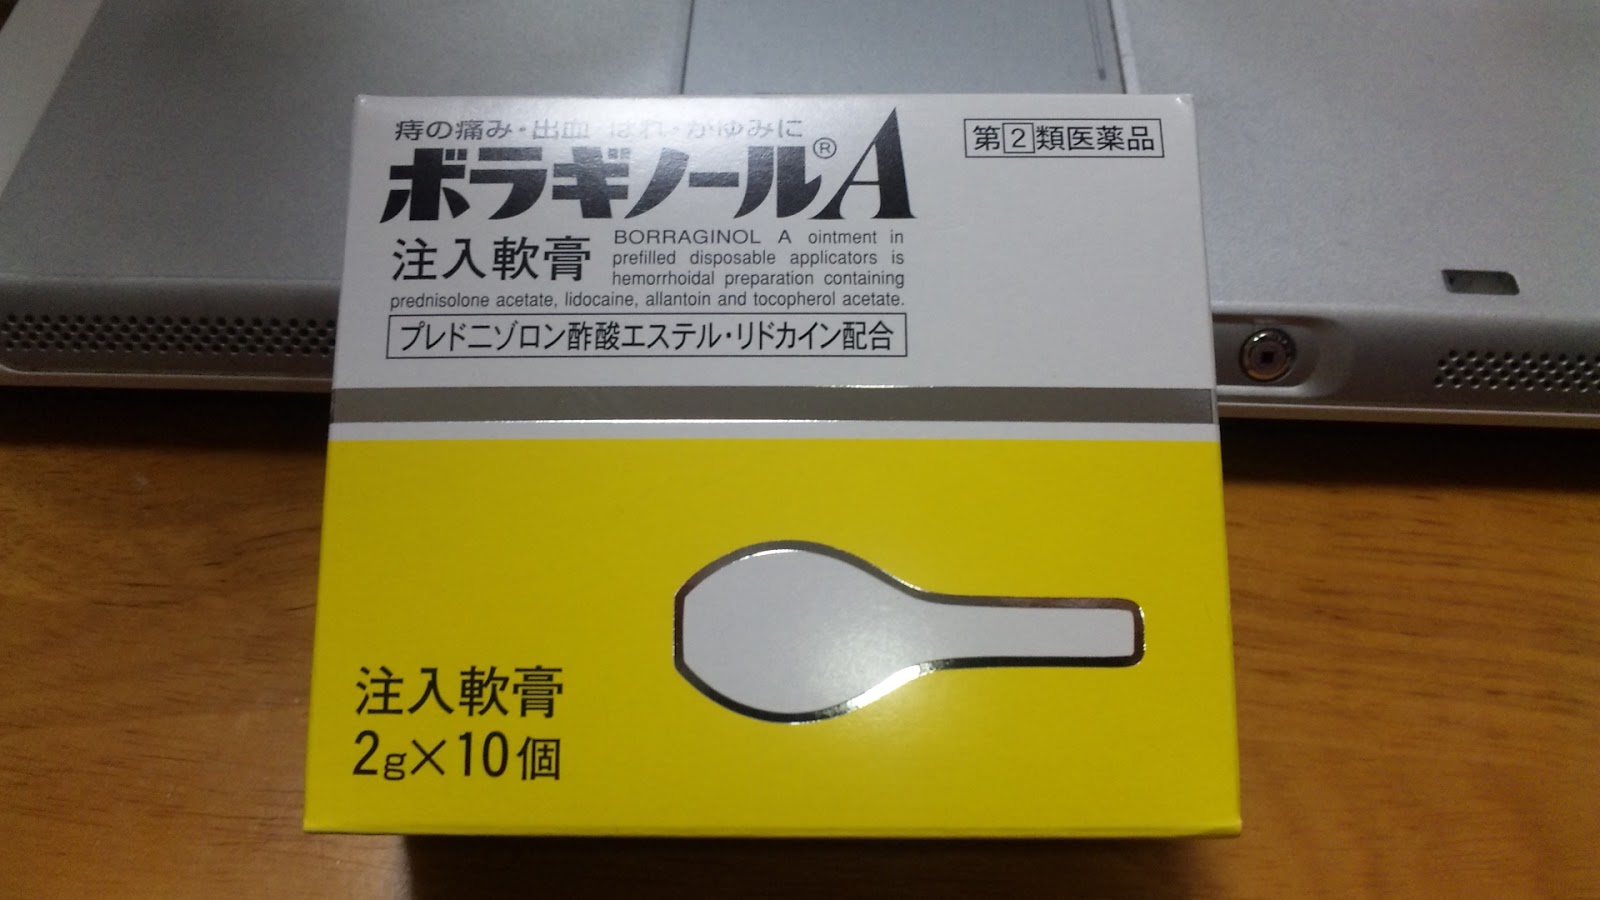 痔の痛み・出血・はれ・かゆみに
第②類医薬品
ボラギノール®A
注入軟膏
BORRAGINOL A ointment in
prefilled disposable applicators is
hemorrhoidal preparation containing
prednisolone acetate, lidocaine, allantoin and tocopherol acetate.
プレドニゾロン酢酸エステル・リドカイン配合
注入軟膏
2g×10個